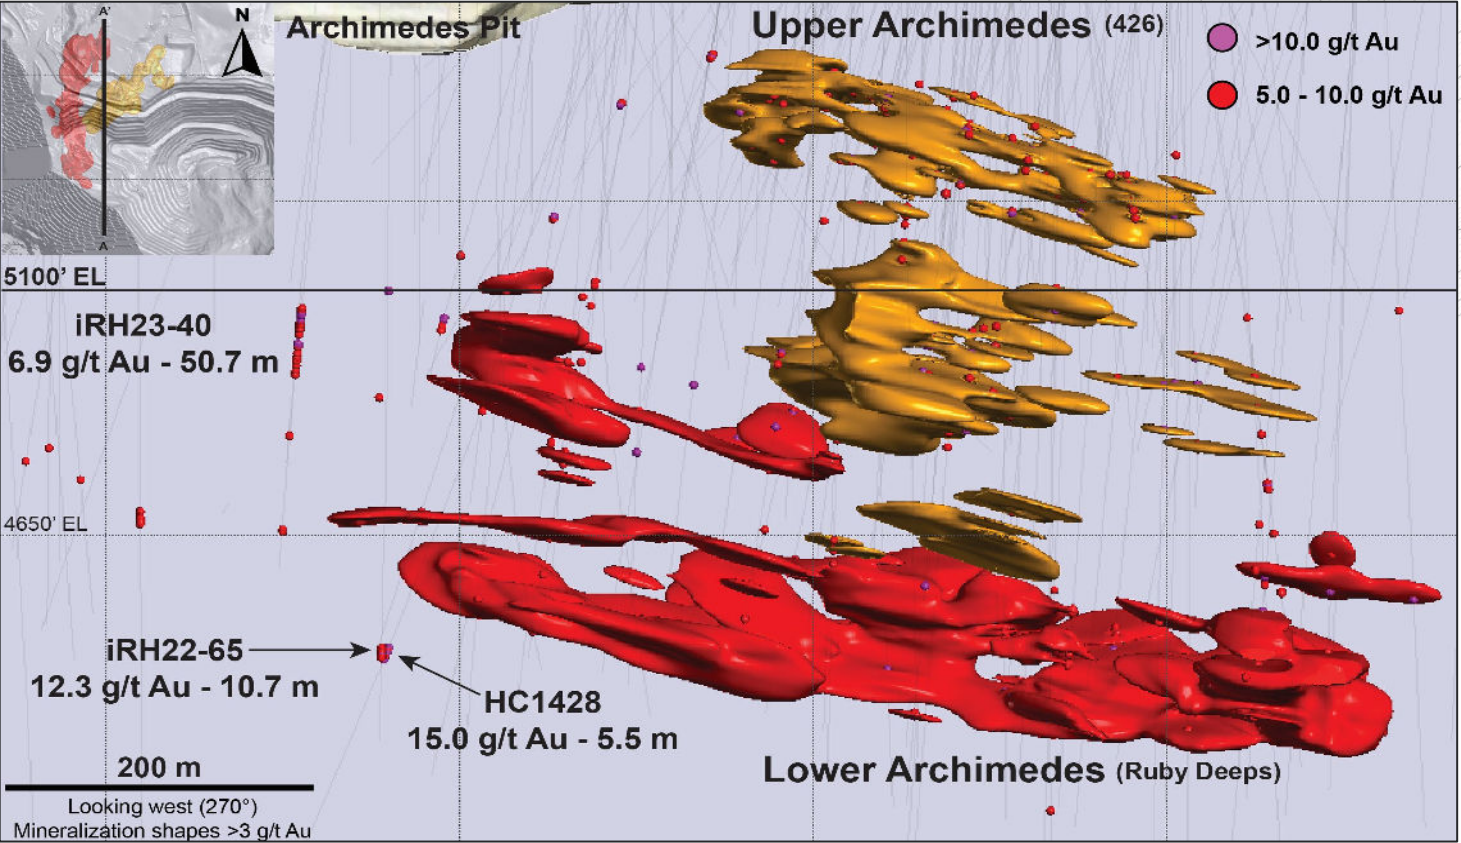 A'
N
A
Archimedes Pit
Upper Archimedes (426)
>10.0 g/t Au
5.0 - 10.0 g/t Au
5100' EL
iRH23-40
6.9 g/t Au - 50.7 m
4650' EL
iRH22-65
12.3 g/t Au - 10.7 m
HC1428
15.0 g/t Au - 5.5 m
Lower Archimedes (Ruby Deeps)
200 m
Looking west (270°)
Mineralization shapes >3 g/t Au